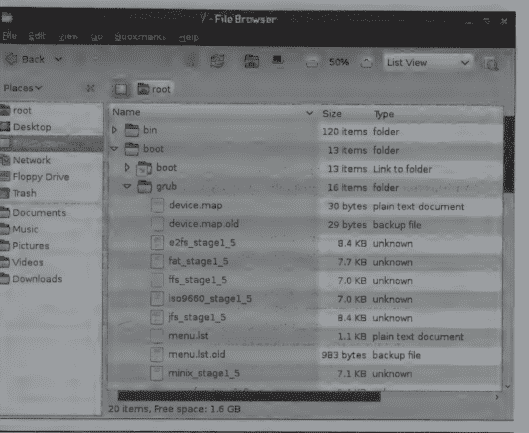 / - File Browser
File Edit View Go Bookmarks Help
Back 50% List View
Places root
root
Desktop
Network
Floppy Drive
Trash
Documents
Music
Pictures
Videos
Downloads
Name Size Type
bin 120 items folder
boot 13 items folder
boot 13 items Link to folder
grub 16 items folder
device.map 30 bytes plain text document
device.map.old 29 bytes backup file
e2fs_stage1_5 8.4 KB unknown
fat_stage1_5 7.7 KB unknown
ffs_stage1_5 7.0 KB unknown
iso9660_stage1_5 7.0 KB unknown
jfs_stage1_5 8.4 KB unknown
menu.lst 1.1 KB plain text document
menu.lst.old 983 bytes backup file
minix_stage1_5 7.1 KB unknown
20 items, Free space: 1.6 GB